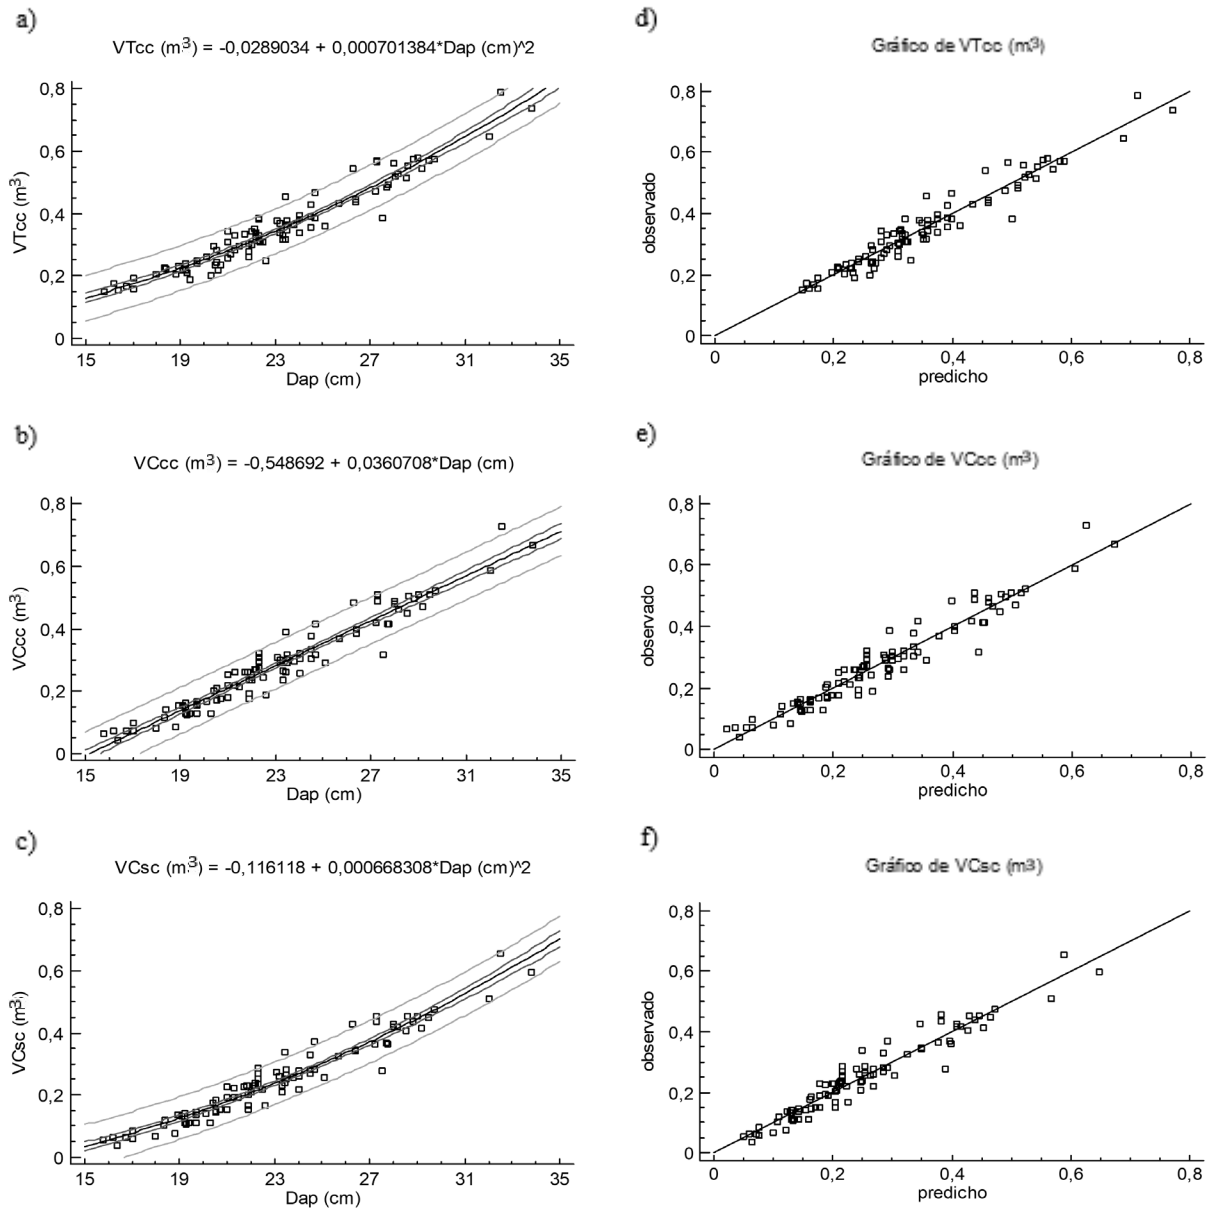 a)
VTcc (m3) = -0,0289034 + 0,000701384*Dap (cm)^2
VTcc (m3)
0,8
0,6
0,4
0,2
0
15 19 23 27 31 35
Dap (cm)
d)
Gráfico de VTcc (m3)
observado
0,8
0,6
0,4
0,2
0
0 0,2 0,4 0,6 0,8
predicho
b)
VCcc (m3) = -0,548692 + 0,0360708*Dap (cm)
VCcc (m3)
0,8
0,6
0,4
0,2
0
15 19 23 27 31 35
Dap (cm)
e)
Gráfico de VCcc (m3)
observado
0,8
0,6
0,4
0,2
0
0 0,2 0,4 0,6 0,8
predicho
c)
VCsc (m3) = -0,116118 + 0,000668308*Dap (cm)^2
VCsc (m3)
0,8
0,6
0,4
0,2
0
15 19 23 27 31 35
Dap (cm)
f)
Gráfico de VCsc (m3)
observado
0,8
0,6
0,4
0,2
0
0 0,2 0,4 0,6 0,8
predicho